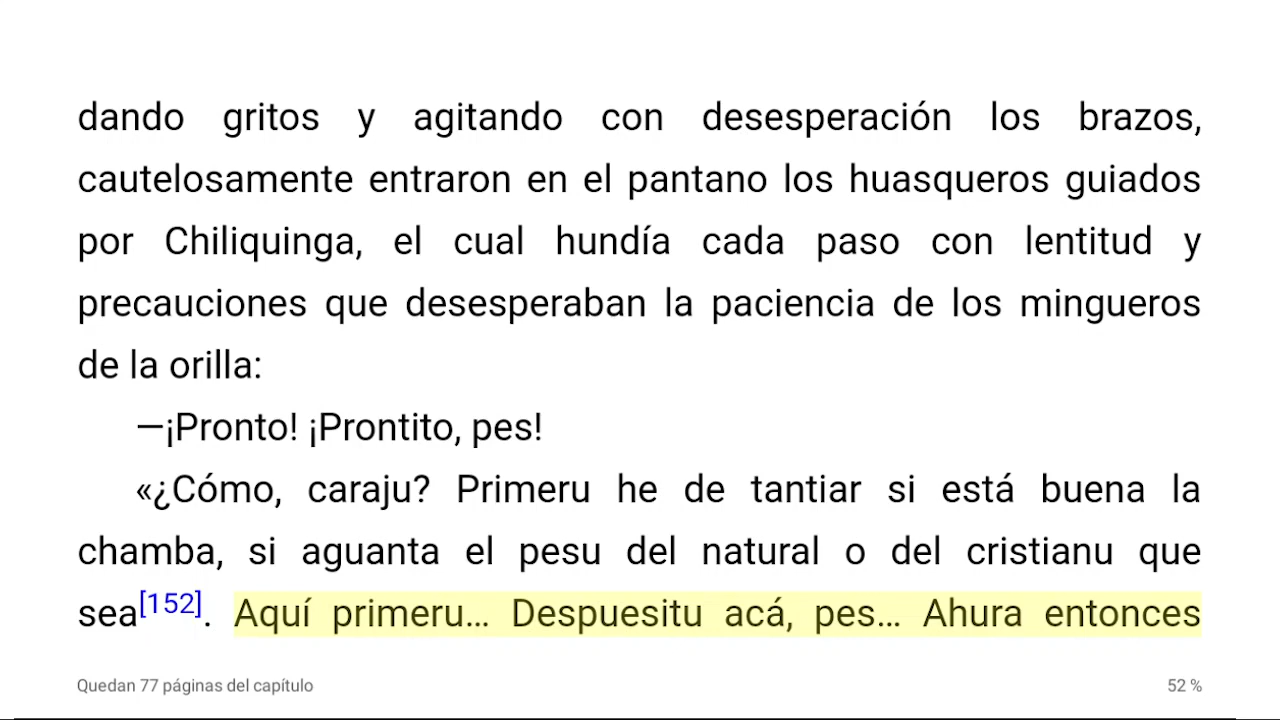 dando gritos y agitando con desesperación los brazos,
cautelosamente entraron en el pantano los huasqueros guiados
por Chiliquinga, el cual hundía cada paso con lentitud y
precauciones que desesperaban la paciencia de los mingueros
de la orilla:
—¡Pronto! ¡Prontito, pes!
«¿Cómo, caraju? Primeru he de tantiar si está buena la
chamba, si aguanta el pesu del natural o del cristianu que
sea[152]. Aquí primeru… Despuesitu acá, pes… Ahura entonces
Quedan 77 páginas del capítulo 52 %